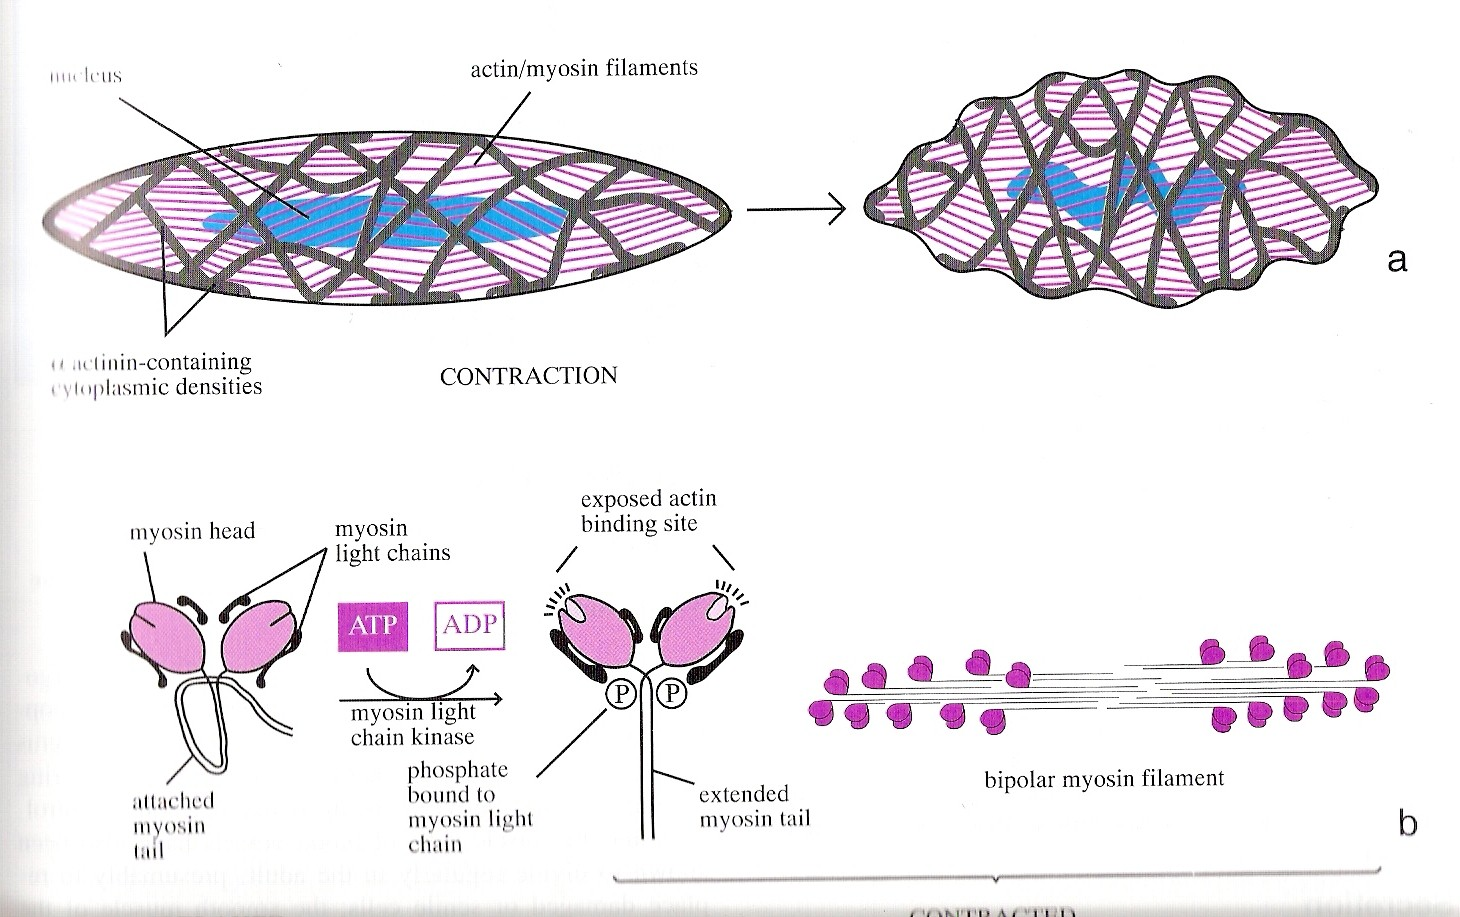 nucleus
actin/myosin filaments
a
α actinin-containing
cytoplasmic densities
CONTRACTION
exposed actin
binding site
myosin head
myosin
light chains
ATP
ADP
P
P
myosin light
chain kinase
phosphate
bound to
myosin light
chain
attached
myosin
tail
extended
myosin tail
bipolar myosin filament
b
CONTRACTED